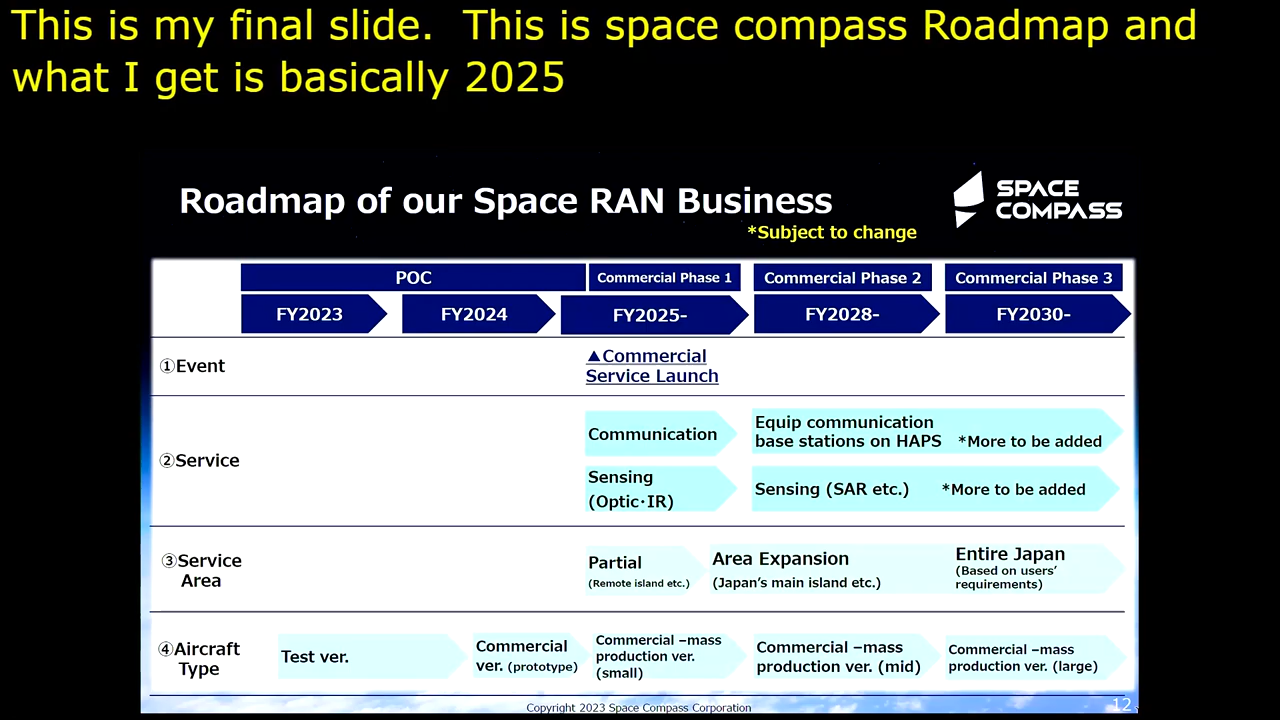 This is my final slide.  This is space compass Roadmap and
what I get is basically 2025
Roadmap of our Space RAN Business
SPACE
COMPASS
*Subject to change
POC
Commercial Phase 1
Commercial Phase 2
Commercial Phase 3
FY2023
FY2024
FY2025-
FY2028-
FY2030-
①Event
▲Commercial
Service Launch
②Service
Communication
Equip communication
base stations on HAPS   *More to be added
Sensing
(Optic･IR)
Sensing (SAR etc.)   *More to be added
③Service
Area
Partial
(Remote island etc.)
Area Expansion
(Japan’s main island etc.)
Entire Japan
(Based on users’
requirements)
④Aircraft
Type
Test ver.
Commercial
ver. (prototype)
Commercial –mass
production ver.
(small)
Commercial –mass
production ver. (mid)
Commercial –mass
production ver. (large)
Copyright 2023 Space Compass Corporation
12